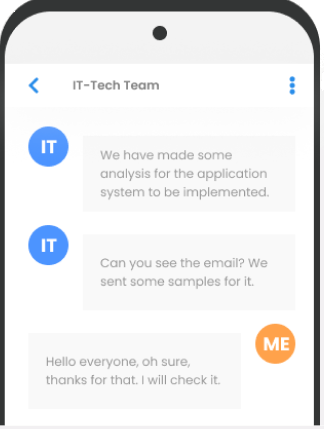 IT-Tech Team
IT
We have made some
analysis for the application
system to be implemented.
IT
Can you see the email? We
sent some samples for it.
ME
Hello everyone, oh sure,
thanks for that. I will check it.